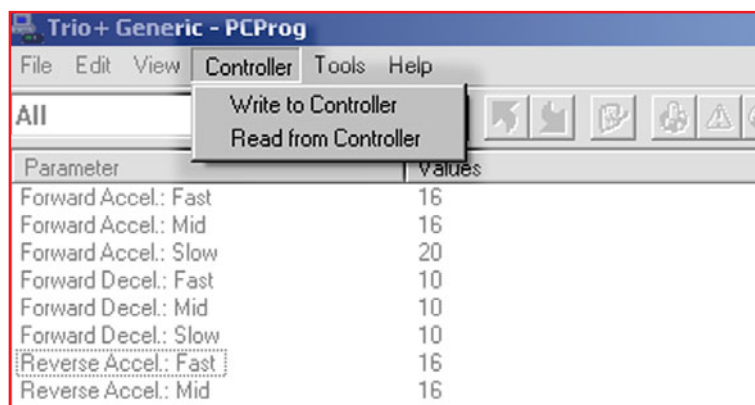 Trio+ Generic - PCProg
File Edit View Controller Tools Help
All
Write to Controller
Read from Controller
Parameter Values
Forward Accel.: Fast 16
Forward Accel.: Mid 16
Forward Accel.: Slow 20
Forward Decel.: Fast 10
Forward Decel.: Mid 10
Forward Decel.: Slow 10
Reverse Accel.: Fast 16
Reverse Accel.: Mid 16